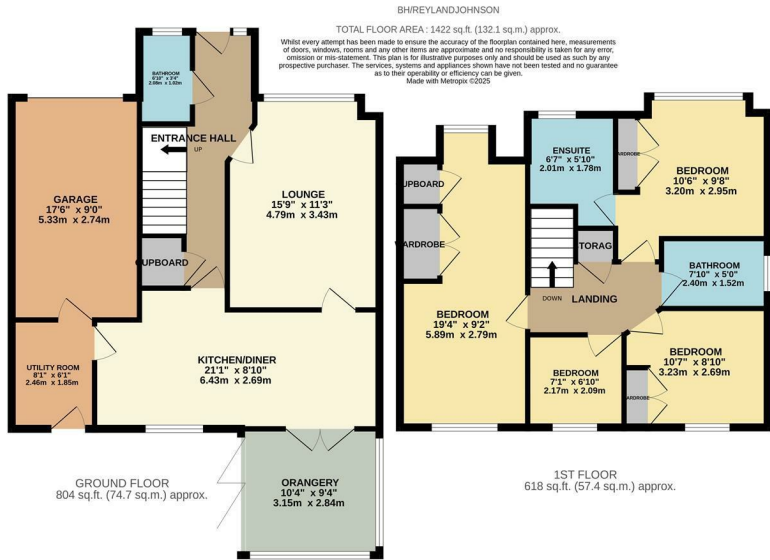 BH/REYLANDJOHNSON
TOTAL FLOOR AREA : 1422 sq.ft. (132.1 sq.m.) approx.
Whilst every attempt has been made to ensure the accuracy of the floorplan contained here, measurements
of doors, windows, rooms and any other items are approximate and no responsibility is taken for any error,
omission or mis-statement. This plan is for illustrative purposes only and should be used as such by any
prospective purchaser. The services, systems and appliances shown have not been tested and no guarantee
as to their operability or efficiency can be given.
Made with Metropix ©2025
BATHROOM
6'10" x 3'4"
2.08m x 1.02m
ENTRANCE HALL
UP
GARAGE
17'6" x 9'0"
5.33m x 2.74m
LOUNGE
15'9" x 11'3"
4.79m x 3.43m
CUPBOARD
UTILITY ROOM
8'1" x 6'1"
2.46m x 1.85m
KITCHEN/DINER
21'1" x 8'10"
6.43m x 2.69m
ORANGERY
10'4" x 9'4"
3.15m x 2.84m
GROUND FLOOR
804 sq.ft. (74.7 sq.m.) approx.
ENSUITE
6'7" x 5'10"
2.01m x 1.78m
ARDROBE
BEDROOM
10'6" x 9'8"
3.20m x 2.95m
UPBOARD
WARDROBE
STORAG
BATHROOM
7'10" x 5'0"
2.40m x 1.52m
DOWN
LANDING
BEDROOM
19'4" x 9'2"
5.89m x 2.79m
BEDROOM
7'1" x 6'10"
2.17m x 2.09m
BEDROOM
10'7" x 8'10"
3.23m x 2.69m
ARDROBE
1ST FLOOR
618 sq.ft. (57.4 sq.m.) approx.